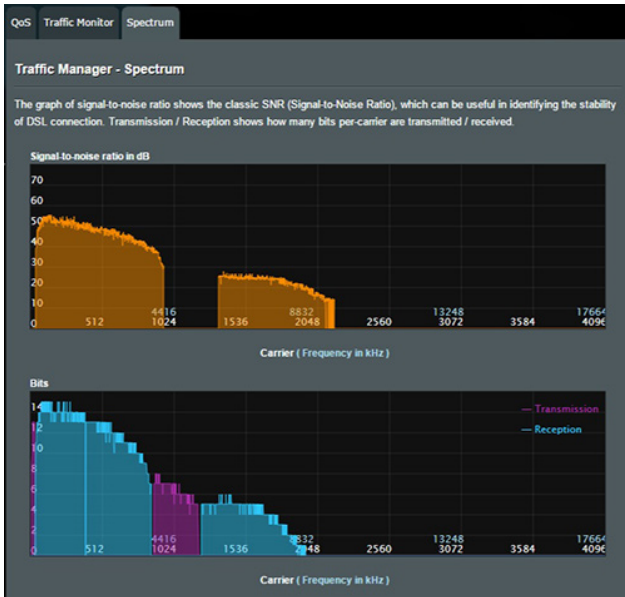 QoS Traffic Monitor Spectrum
Traffic Manager - Spectrum
The graph of signal-to-noise ratio shows the classic SNR (Signal-to-Noise Ratio), which can be useful in identifying the stability
of DSL connection. Transmission / Reception shows how many bits per-carrier are transmitted / received.
Signal-to-noise ratio in dB
70
60
50
40
30
20
10
4416 8832 13248 17664
0 512 1024 1536 2048 2560 3072 3584 4096
Carrier ( Frequency in kHz )
Bits
14
— Transmission
12
— Reception
10
8
6
4
2
4416 8832 13248 17664
0 512 1024 1536 2048 2560 3072 3584 4096
Carrier ( Frequency in kHz )